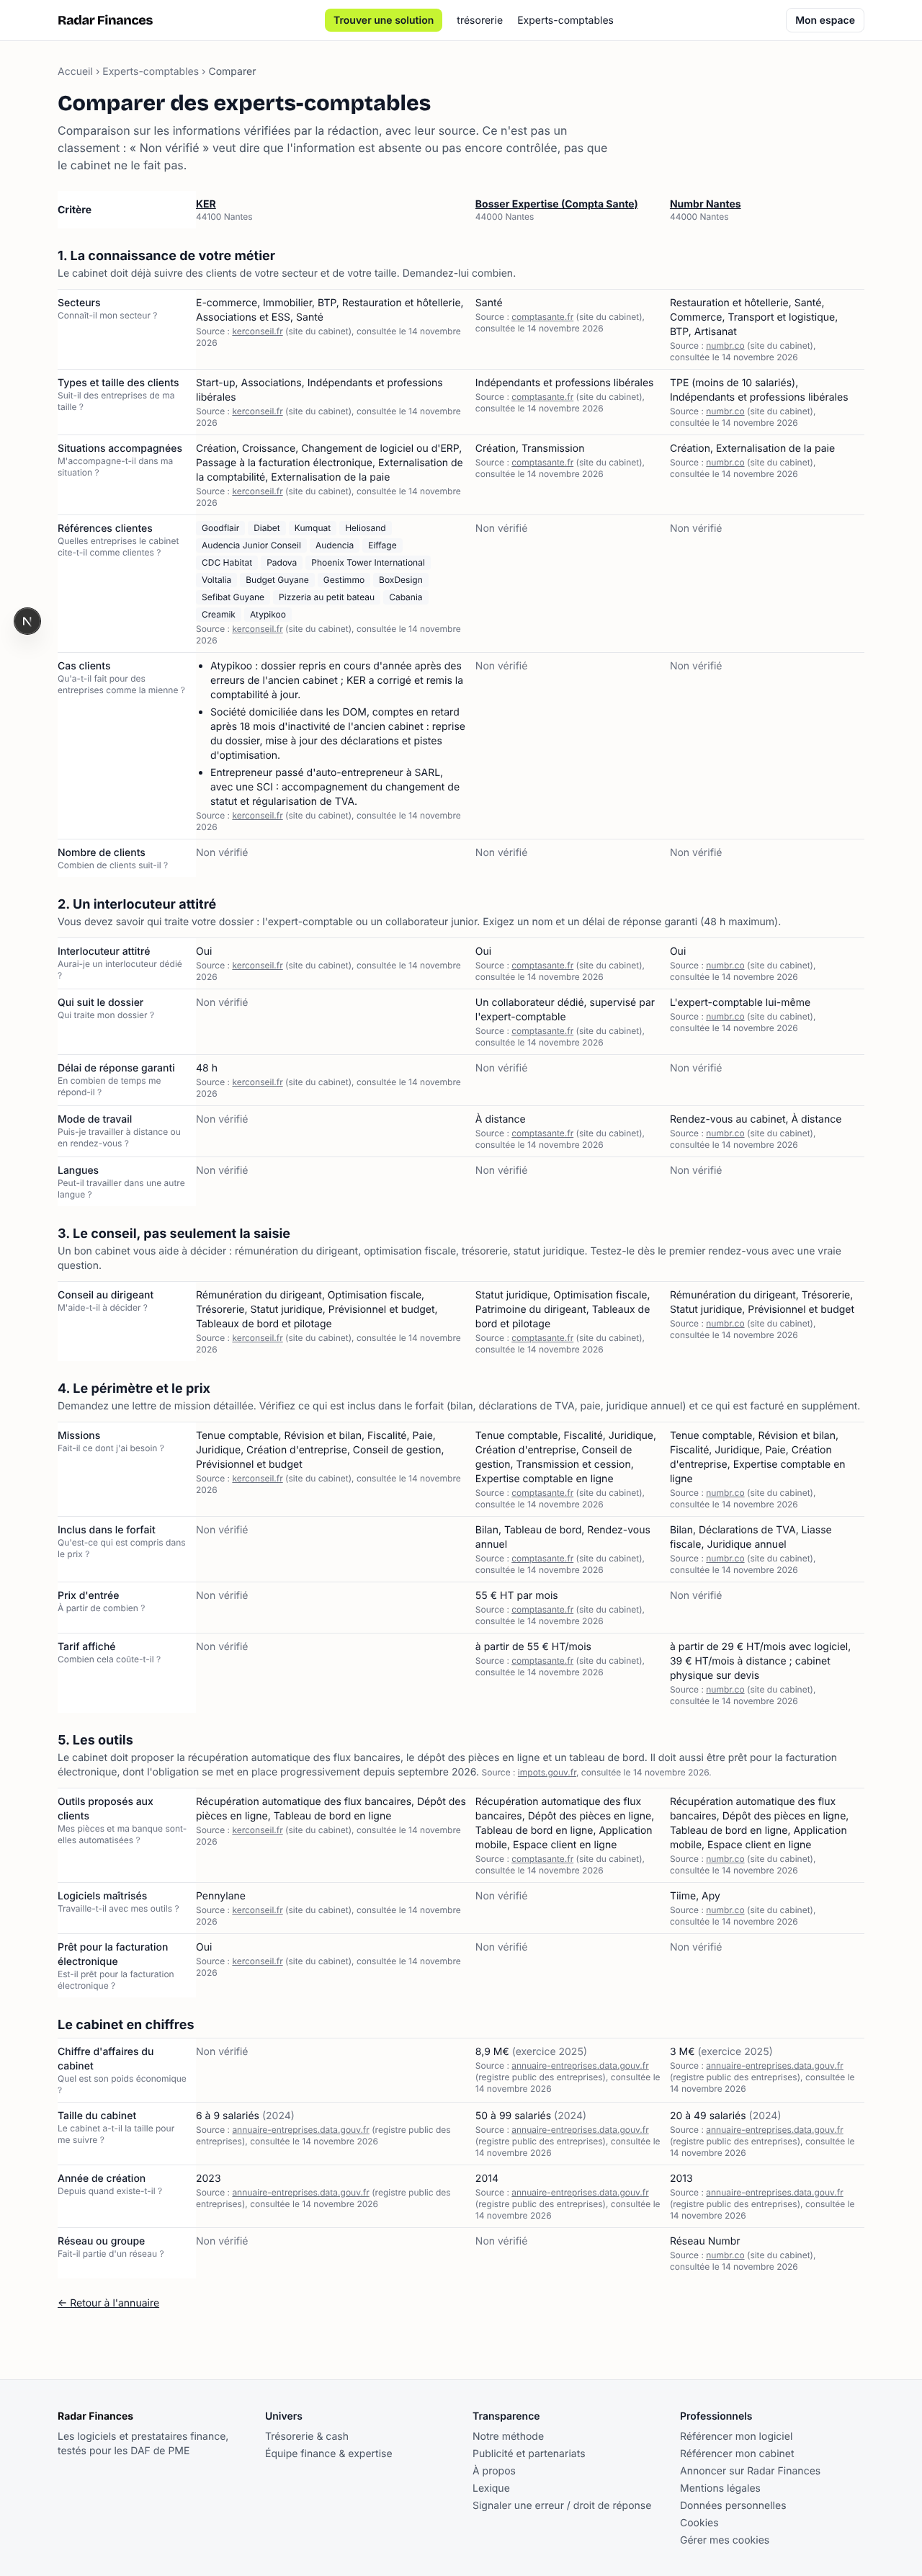 Radar Finances
Trouver une solution
trésorerie
Experts-comptables
Mon espace
Accueil › Experts-comptables › Comparer
Comparer des experts-comptables
Comparaison sur les informations vérifiées par la rédaction, avec leur source. Ce n'est pas un
classement : « Non vérifié » veut dire que l'information est absente ou pas encore contrôlée, pas que
le cabinet ne le fait pas.
Critère
KER
44100 Nantes
Bosser Expertise (Compta Sante)
44000 Nantes
Numbr Nantes
44000 Nantes
1. La connaissance de votre métier
Le cabinet doit déjà suivre des clients de votre secteur et de votre taille. Demandez-lui combien.
Secteurs
Connaît-il mon secteur ?
E-commerce, Immobilier, BTP, Restauration et hôtellerie,
Associations et ESS, Santé
Source : kerconseil.fr (site du cabinet), consultée le 14 novembre
2026
Santé
Source : comptasante.fr (site du cabinet),
consultée le 14 novembre 2026
Restauration et hôtellerie, Santé,
Commerce, Transport et logistique,
BTP, Artisanat
Source : numbr.co (site du cabinet),
consultée le 14 novembre 2026
Types et taille des clients
Suit-il des entreprises de ma
taille ?
Start-up, Associations, Indépendants et professions
libérales
Source : kerconseil.fr (site du cabinet), consultée le 14 novembre
2026
Indépendants et professions libérales
Source : comptasante.fr (site du cabinet),
consultée le 14 novembre 2026
TPE (moins de 10 salariés),
Indépendants et professions libérales
Source : numbr.co (site du cabinet),
consultée le 14 novembre 2026
Situations accompagnées
M'accompagne-t-il dans ma
situation ?
Création, Croissance, Changement de logiciel ou d'ERP,
Passage à la facturation électronique, Externalisation de
la comptabilité, Externalisation de la paie
Source : kerconseil.fr (site du cabinet), consultée le 14 novembre
2026
Création, Transmission
Source : comptasante.fr (site du cabinet),
consultée le 14 novembre 2026
Création, Externalisation de la paie
Source : numbr.co (site du cabinet),
consultée le 14 novembre 2026
Références clientes
Quelles entreprises le cabinet
cite-t-il comme clientes ?
Goodflair Diabet Kumquat Heliosand
Audencia Junior Conseil Audencia Eiffage
CDC Habitat Padova Phoenix Tower International
Voltalia Budget Guyane Gestimmo BoxDesign
Sefibat Guyane Pizzeria au petit bateau Cabania
Creamik Atypikoo
Source : kerconseil.fr (site du cabinet), consultée le 14 novembre
2026
Non vérifié
Non vérifié
Cas clients
Qu'a-t-il fait pour des
entreprises comme la mienne ?
• Atypikoo : dossier repris en cours d'année après des
erreurs de l'ancien cabinet ; KER a corrigé et remis la
comptabilité à jour.
• Société domiciliée dans les DOM, comptes en retard
après 18 mois d'inactivité de l'ancien cabinet : reprise
du dossier, mise à jour des déclarations et pistes
d'optimisation.
• Entrepreneur passé d'auto-entrepreneur à SARL,
avec une SCI : accompagnement du changement de
statut et régularisation de TVA.
Source : kerconseil.fr (site du cabinet), consultée le 14 novembre
2026
Non vérifié
Non vérifié
Nombre de clients
Combien de clients suit-il ?
Non vérifié
Non vérifié
Non vérifié
2. Un interlocuteur attitré
Vous devez savoir qui traite votre dossier : l'expert-comptable ou un collaborateur junior. Exigez un nom et un délai de réponse garanti (48 h maximum).
Interlocuteur attitré
Aurai-je un interlocuteur dédié
?
Oui
Source : kerconseil.fr (site du cabinet), consultée le 14 novembre
2026
Oui
Source : comptasante.fr (site du cabinet),
consultée le 14 novembre 2026
Oui
Source : numbr.co (site du cabinet),
consultée le 14 novembre 2026
Qui suit le dossier
Qui traite mon dossier ?
Non vérifié
Un collaborateur dédié, supervisé par
l'expert-comptable
Source : comptasante.fr (site du cabinet),
consultée le 14 novembre 2026
L'expert-comptable lui-même
Source : numbr.co (site du cabinet),
consultée le 14 novembre 2026
Délai de réponse garanti
En combien de temps me
répond-il ?
48 h
Source : kerconseil.fr (site du cabinet), consultée le 14 novembre
2026
Non vérifié
Non vérifié
Mode de travail
Puis-je travailler à distance ou
en rendez-vous ?
Non vérifié
À distance
Source : comptasante.fr (site du cabinet),
consultée le 14 novembre 2026
Rendez-vous au cabinet, À distance
Source : numbr.co (site du cabinet),
consultée le 14 novembre 2026
Langues
Peut-il travailler dans une autre
langue ?
Non vérifié
Non vérifié
Non vérifié
3. Le conseil, pas seulement la saisie
Un bon cabinet vous aide à décider : rémunération du dirigeant, optimisation fiscale, trésorerie, statut juridique. Testez-le dès le premier rendez-vous avec une vraie
question.
Conseil au dirigeant
M'aide-t-il à décider ?
Rémunération du dirigeant, Optimisation fiscale,
Trésorerie, Statut juridique, Prévisionnel et budget,
Tableaux de bord et pilotage
Source : kerconseil.fr (site du cabinet), consultée le 14 novembre
2026
Statut juridique, Optimisation fiscale,
Patrimoine du dirigeant, Tableaux de
bord et pilotage
Source : comptasante.fr (site du cabinet),
consultée le 14 novembre 2026
Rémunération du dirigeant, Trésorerie,
Statut juridique, Prévisionnel et budget
Source : numbr.co (site du cabinet),
consultée le 14 novembre 2026
4. Le périmètre et le prix
Demandez une lettre de mission détaillée. Vérifiez ce qui est inclus dans le forfait (bilan, déclarations de TVA, paie, juridique annuel) et ce qui est facturé en supplément.
Missions
Fait-il ce dont j'ai besoin ?
Tenue comptable, Révision et bilan, Fiscalité, Paie,
Juridique, Création d'entreprise, Conseil de gestion,
Prévisionnel et budget
Source : kerconseil.fr (site du cabinet), consultée le 14 novembre
2026
Tenue comptable, Fiscalité, Juridique,
Création d'entreprise, Conseil de
gestion, Transmission et cession,
Expertise comptable en ligne
Source : comptasante.fr (site du cabinet),
consultée le 14 novembre 2026
Tenue comptable, Révision et bilan,
Fiscalité, Juridique, Paie, Création
d'entreprise, Expertise comptable en
ligne
Source : numbr.co (site du cabinet),
consultée le 14 novembre 2026
Inclus dans le forfait
Qu'est-ce qui est compris dans
le prix ?
Non vérifié
Bilan, Tableau de bord, Rendez-vous
annuel
Source : comptasante.fr (site du cabinet),
consultée le 14 novembre 2026
Bilan, Déclarations de TVA, Liasse
fiscale, Juridique annuel
Source : numbr.co (site du cabinet),
consultée le 14 novembre 2026
Prix d'entrée
À partir de combien ?
Non vérifié
55 € HT par mois
Source : comptasante.fr (site du cabinet),
consultée le 14 novembre 2026
Non vérifié
Tarif affiché
Combien cela coûte-t-il ?
Non vérifié
à partir de 55 € HT/mois
Source : comptasante.fr (site du cabinet),
consultée le 14 novembre 2026
à partir de 29 € HT/mois avec logiciel,
39 € HT/mois à distance ; cabinet
physique sur devis
Source : numbr.co (site du cabinet),
consultée le 14 novembre 2026
5. Les outils
Le cabinet doit proposer la récupération automatique des flux bancaires, le dépôt des pièces en ligne et un tableau de bord. Il doit aussi être prêt pour la facturation
électronique, dont l'obligation se met en place progressivement depuis septembre 2026. Source : impots.gouv.fr, consultée le 14 novembre 2026.
Outils proposés aux
clients
Mes pièces et ma banque sont-
elles automatisées ?
Récupération automatique des flux bancaires, Dépôt des
pièces en ligne, Tableau de bord en ligne
Source : kerconseil.fr (site du cabinet), consultée le 14 novembre
2026
Récupération automatique des flux
bancaires, Dépôt des pièces en ligne,
Tableau de bord en ligne, Application
mobile, Espace client en ligne
Source : comptasante.fr (site du cabinet),
consultée le 14 novembre 2026
Récupération automatique des flux
bancaires, Dépôt des pièces en ligne,
Tableau de bord en ligne, Application
mobile, Espace client en ligne
Source : numbr.co (site du cabinet),
consultée le 14 novembre 2026
Logiciels maîtrisés
Travaille-t-il avec mes outils ?
Pennylane
Source : kerconseil.fr (site du cabinet), consultée le 14 novembre
2026
Non vérifié
Tiime, Apy
Source : numbr.co (site du cabinet),
consultée le 14 novembre 2026
Prêt pour la facturation
électronique
Est-il prêt pour la facturation
électronique ?
Oui
Source : kerconseil.fr (site du cabinet), consultée le 14 novembre
2026
Non vérifié
Non vérifié
Le cabinet en chiffres
Chiffre d'affaires du
cabinet
Quel est son poids économique
?
Non vérifié
8,9 M€ (exercice 2025)
Source : annuaire-entreprises.data.gouv.fr
(registre public des entreprises), consultée le
14 novembre 2026
3 M€ (exercice 2025)
Source : annuaire-entreprises.data.gouv.fr
(registre public des entreprises), consultée le
14 novembre 2026
Taille du cabinet
Le cabinet a-t-il la taille pour
me suivre ?
6 à 9 salariés (2024)
Source : annuaire-entreprises.data.gouv.fr (registre public des
entreprises), consultée le 14 novembre 2026
50 à 99 salariés (2024)
Source : annuaire-entreprises.data.gouv.fr
(registre public des entreprises), consultée le
14 novembre 2026
20 à 49 salariés (2024)
Source : annuaire-entreprises.data.gouv.fr
(registre public des entreprises), consultée le
14 novembre 2026
Année de création
Depuis quand existe-t-il ?
2023
Source : annuaire-entreprises.data.gouv.fr (registre public des
entreprises), consultée le 14 novembre 2026
2014
Source : annuaire-entreprises.data.gouv.fr
(registre public des entreprises), consultée le
14 novembre 2026
2013
Source : annuaire-entreprises.data.gouv.fr
(registre public des entreprises), consultée le
14 novembre 2026
Réseau ou groupe
Fait-il partie d'un réseau ?
Non vérifié
Non vérifié
Réseau Numbr
Source : numbr.co (site du cabinet),
consultée le 14 novembre 2026
← Retour à l'annuaire
Radar Finances
Les logiciels et prestataires finance,
testés pour les DAF de PME
Univers
Trésorerie & cash
Équipe finance & expertise
Transparence
Notre méthode
Publicité et partenariats
À propos
Lexique
Signaler une erreur / droit de réponse
Professionnels
Référencer mon logiciel
Référencer mon cabinet
Annoncer sur Radar Finances
Mentions légales
Données personnelles
Cookies
Gérer mes cookies
N